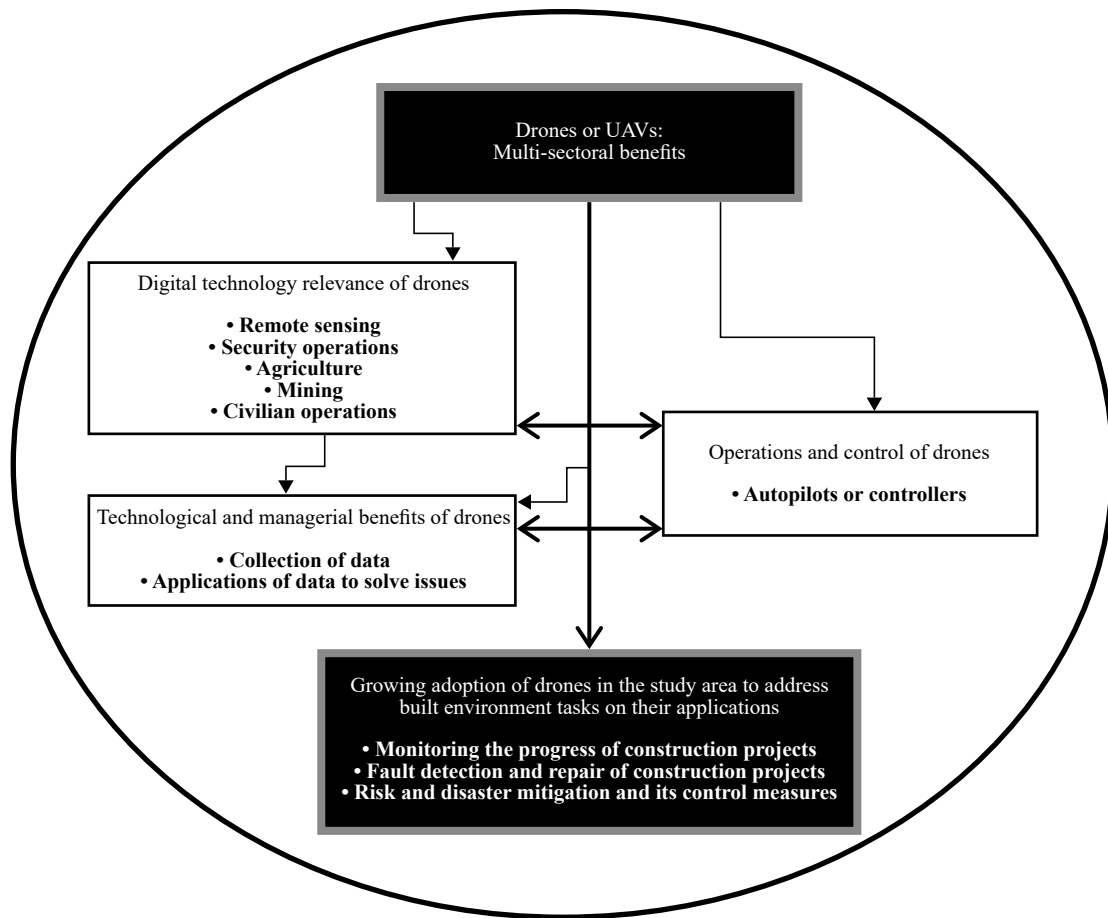 Drones or UAVs:
Multi-sectoral benefits
Digital technology relevance of drones
• Remote sensing
• Security operations
• Agriculture
• Mining
• Civilian operations
Operations and control of drones
• Autopilots or controllers
Technological and managerial benefits of drones
• Collection of data
• Applications of data to solve issues
Growing adoption of drones in the study area to address
built environment tasks on their applications
• Monitoring the progress of construction projects
• Fault detection and repair of construction projects
• Risk and disaster mitigation and its control measures